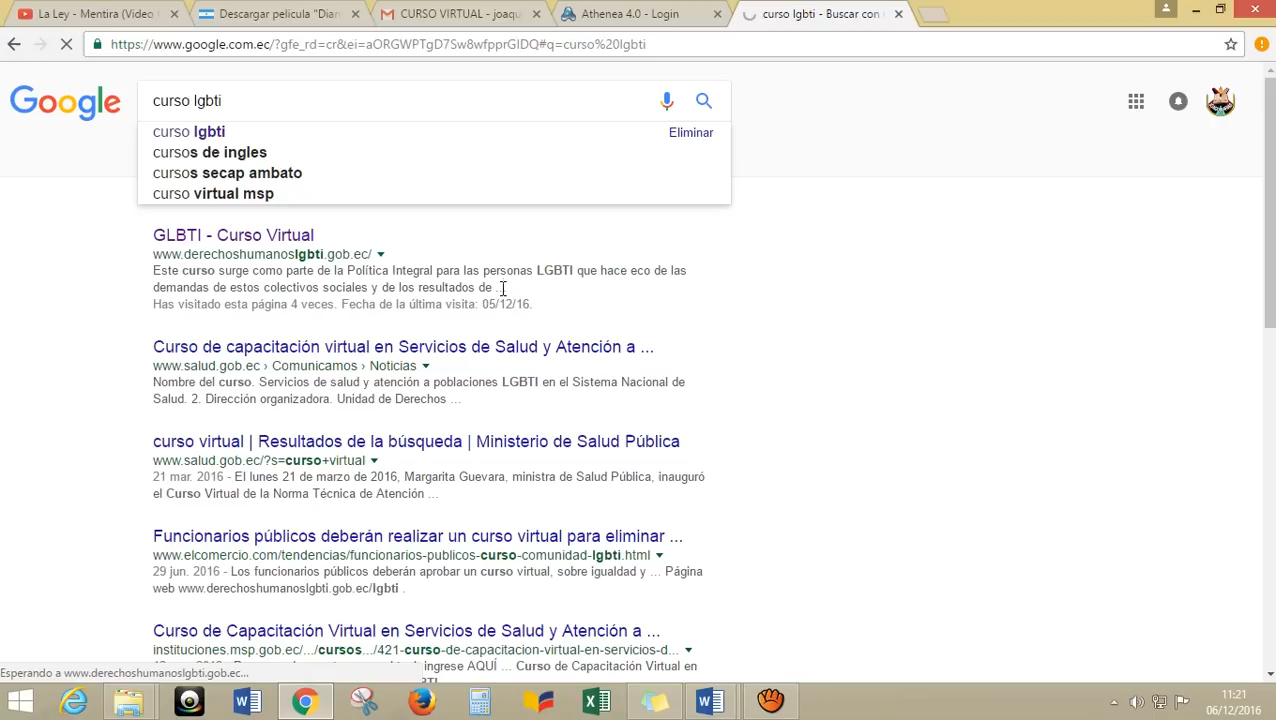 La Ley - Mentira (Video
Descargar película "Dian
CURSO VIRTUAL - joaqu
Athenea 4.0 - Login
curso lgbti - Buscar con
https://www.google.com.ec/?gfe_rd=cr&ei=aORGWPTgD7Sw8wfpprGIDQ#q=curso%20lgbti
Google
curso lgbti
curso lgbti
Eliminar
cursos de ingles
cursos secap ambato
curso virtual msp
GLBTI - Curso Virtual
www.derechoshumanoslgbti.gob.ec/
Este curso surge como parte de la Política Integral para las personas LGBTI que hace eco de las
demandas de estos colectivos sociales y de los resultados de ...
Has visitado esta página 4 veces. Fecha de la última visita: 05/12/16.
Curso de capacitación virtual en Servicios de Salud y Atención a ...
www.salud.gob.ec › Comunicamos › Noticias
Nombre del curso. Servicios de salud y atención a poblaciones LGBTI en el Sistema Nacional de
Salud. 2. Dirección organizadora. Unidad de Derechos ...
curso virtual | Resultados de la búsqueda | Ministerio de Salud Pública
www.salud.gob.ec/?s=curso+virtual
21 mar. 2016 - El lunes 21 de marzo de 2016, Margarita Guevara, ministra de Salud Pública, inauguró
el Curso Virtual de la Norma Técnica de Atención ...
Funcionarios públicos deberán realizar un curso virtual para eliminar ...
www.elcomercio.com/tendencias/funcionarios-publicos-curso-comunidad-lgbti.html
29 jun. 2016 - Los funcionarios públicos deberán aprobar un curso virtual, sobre igualdad y ... Página
web www.derechoshumanoslgbti.gob.ec/lgbti .
Curso de Capacitación Virtual en Servicios de Salud y Atención a ...
instituciones.msp.gob.ec/.../cursos.../421-curso-de-capacitacion-virtual-en-servicios-d...
ingrese AQUÍ ... Curso de Capacitación Virtual en
Esperando a www.derechoshumanoslgbti.gob.ec...
11:21
06/12/2016